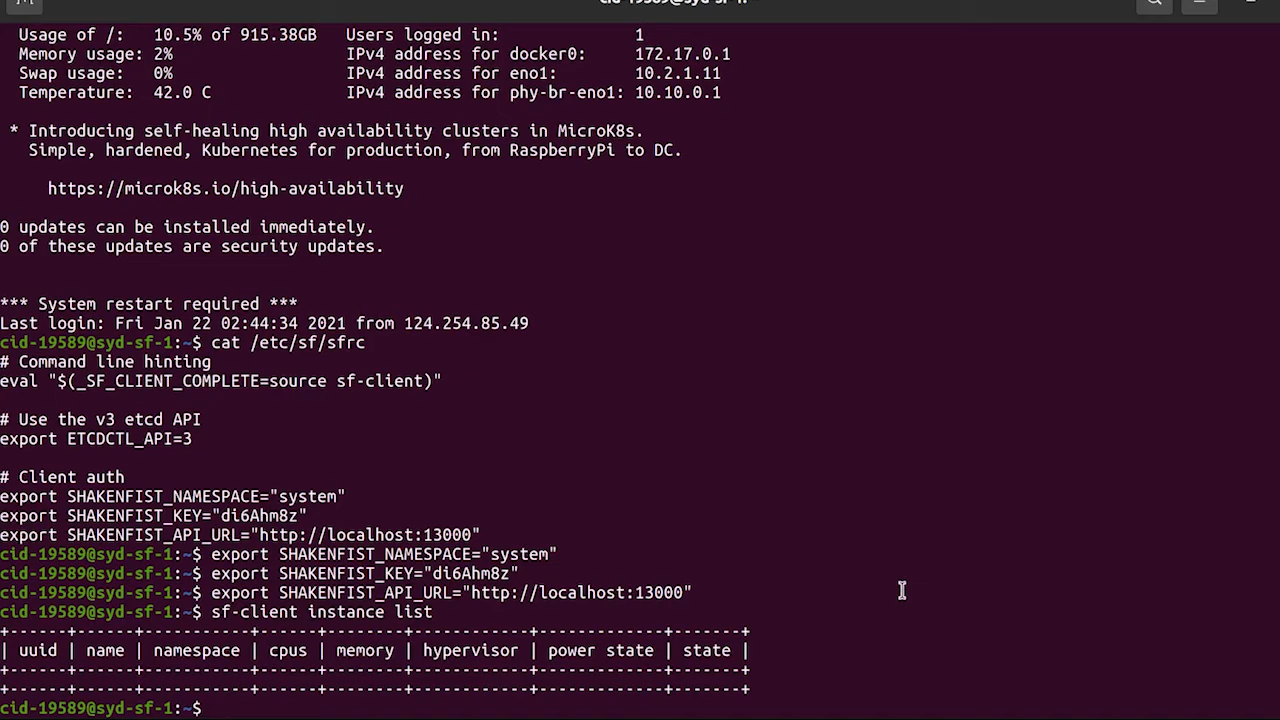 Usage of /: 10.5% of 915.38GB Users logged in: 1
Memory usage: 2% IPv4 address for docker0: 172.17.0.1
Swap usage: 0% IPv4 address for eno1: 10.2.1.11
Temperature: 42.0 C IPv4 address for phy-br-eno1: 10.10.0.1
* Introducing self-healing high availability clusters in MicroK8s.
Simple, hardened, Kubernetes for production, from RaspberryPi to DC.
https://microk8s.io/high-availability
0 updates can be installed immediately.
0 of these updates are security updates.
*** System restart required ***
Last login: Fri Jan 22 02:44:34 2021 from 124.254.85.49
cid-19589@syd-sf-1:~$ cat /etc/sf/sfrc
# Command line hinting
eval "$(_SF_CLIENT_COMPLETE=source sf-client)"
# Use the v3 etcd API
export ETCDCTL_API=3
# Client auth
export SHAKENFIST_NAMESPACE="system"
export SHAKENFIST_KEY="di6Ahm8z"
export SHAKENFIST_API_URL="http://localhost:13000"
cid-19589@syd-sf-1:~$ export SHAKENFIST_NAMESPACE="system"
cid-19589@syd-sf-1:~$ export SHAKENFIST_KEY="di6Ahm8z"
cid-19589@syd-sf-1:~$ export SHAKENFIST_API_URL="http://localhost:13000"
cid-19589@syd-sf-1:~$ sf-client instance list
+------+------+-----------+------+--------+------------+-------------+-------+
| uuid | name | namespace | cpus | memory | hypervisor | power state | state |
+------+------+-----------+------+--------+------------+-------------+-------+
+------+------+-----------+------+--------+------------+-------------+-------+
cid-19589@syd-sf-1:~$